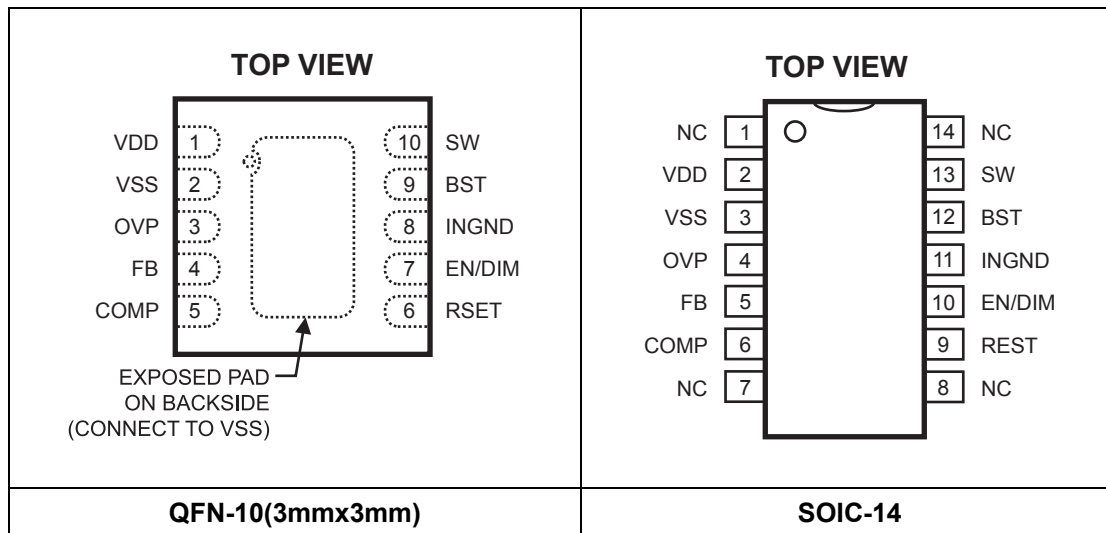 TOP VIEW
VDD 1
VSS 2
OVP 3
FB 4
COMP 5
10 SW
9 BST
8 INGND
7 EN/DIM
6 RSET
EXPOSED PAD
ON BACKSIDE
(CONNECT TO VSS)
QFN-10(3mmx3mm)
TOP VIEW
NC 1
VDD 2
VSS 3
OVP 4
FB 5
COMP 6
NC 7
14 NC
13 SW
12 BST
11 INGND
10 EN/DIM
9 REST
8 NC
SOIC-14